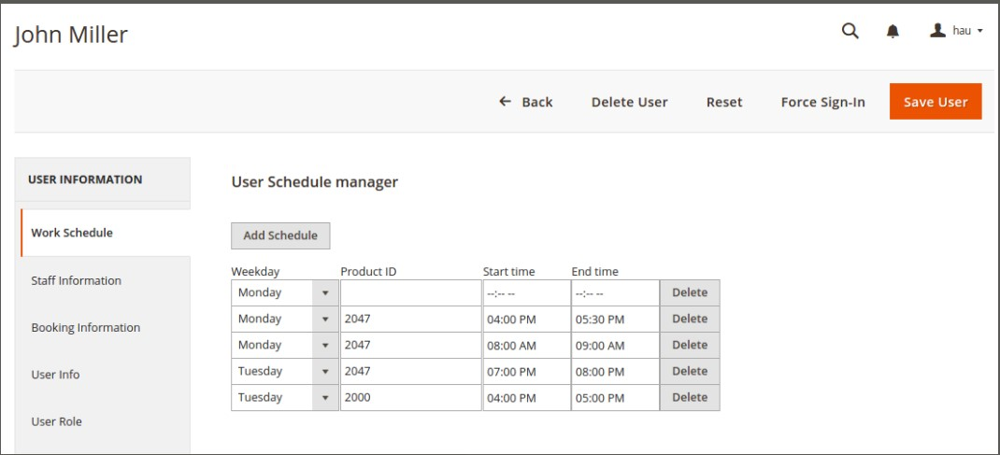 John Miller
hau
Back Delete User Reset Force Sign-In Save User
USER INFORMATION
Work Schedule
Staff Information
Booking Information
User Info
User Role
User Schedule manager
Add Schedule
Weekday Product ID Start time End time
Monday --:-- -- --:-- -- Delete
Monday 2047 04:00 PM 05:30 PM Delete
Monday 2047 08:00 AM 09:00 AM Delete
Tuesday 2047 07:00 PM 08:00 PM Delete
Tuesday 2000 04:00 PM 05:00 PM Delete